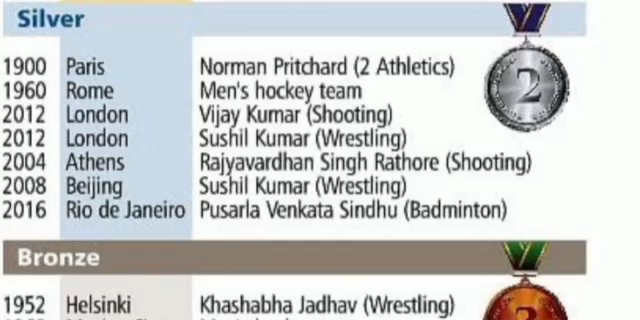 Silver
2
1900 Paris Norman Pritchard (2 Athletics)
1960 Rome Men's hockey team
2012 London Vijay Kumar (Shooting)
2012 London Sushil Kumar (Wrestling)
2004 Athens Rajyavardhan Singh Rathore (Shooting)
2008 Beijing Sushil Kumar (Wrestling)
2016 Rio de Janeiro Pusarla Venkata Sindhu (Badminton)
Bronze
1952 Helsinki Khashabha Jadhav (Wrestling)
3